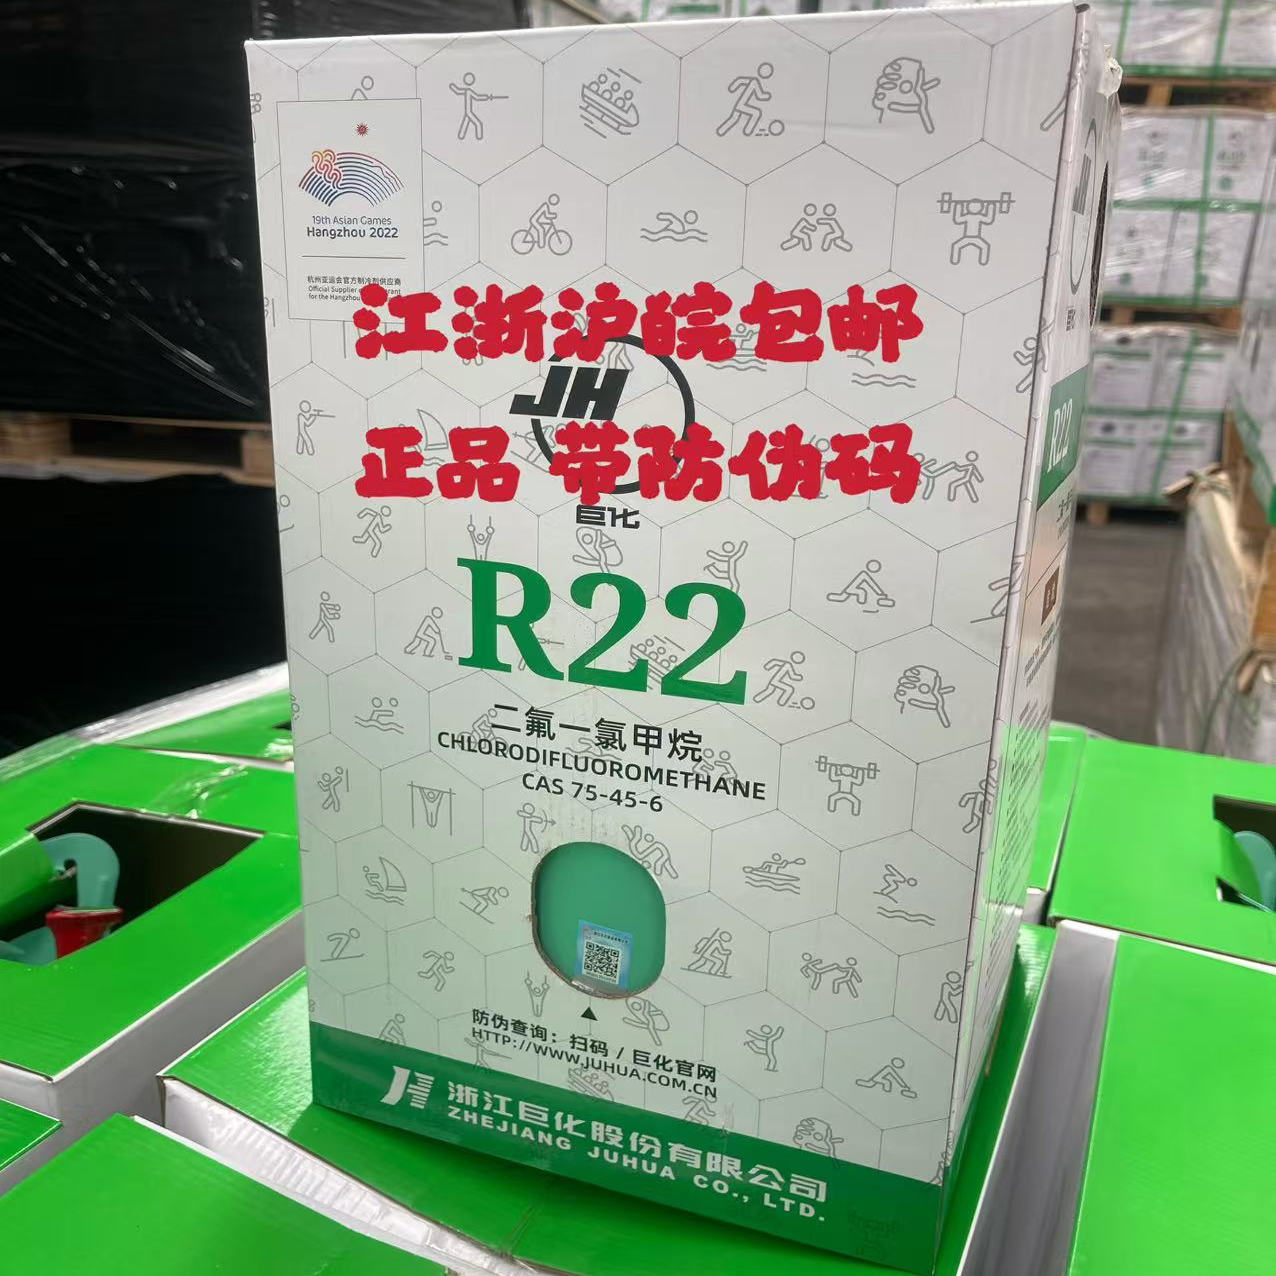 19th Asian Games
Hangzhou 2022
杭州亚运会官方制冷剂供应商
Official Supplier
for the Hangzhou
江浙沪皖包邮
JH
正品 带防伪码
巨化
R22
R22
二氟一氯甲烷
CHLORODIFLUOROMETHANE
CAS 75-45-6
防伪查询：扫码 / 巨化官网
HTTP://WWW.JUHUA.COM.CN
浙江巨化股份有限公司
ZHEJIANG JUHUA CO., LTD.